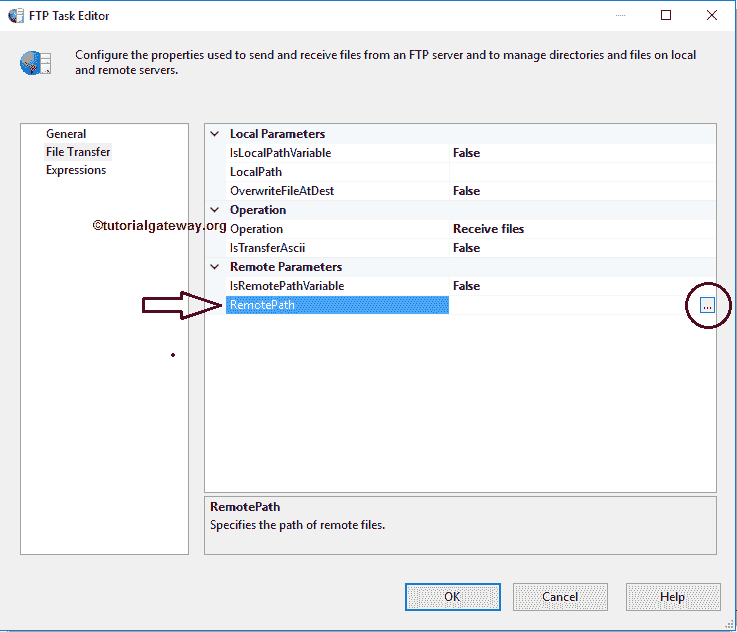 FTP Task Editor
Configure the properties used to send and receive files from an FTP server and to manage directories and files on local
and remote servers.
General
File Transfer
Expressions
©tutorialgateway.org
Local Parameters
IsLocalPathVariable False
LocalPath
OverwriteFileAtDest False
Operation
Operation Receive files
IsTransferAscii False
Remote Parameters
IsRemotePathVariable False
RemotePath ...
RemotePath
Specifies the path of remote files.
OK Cancel Help